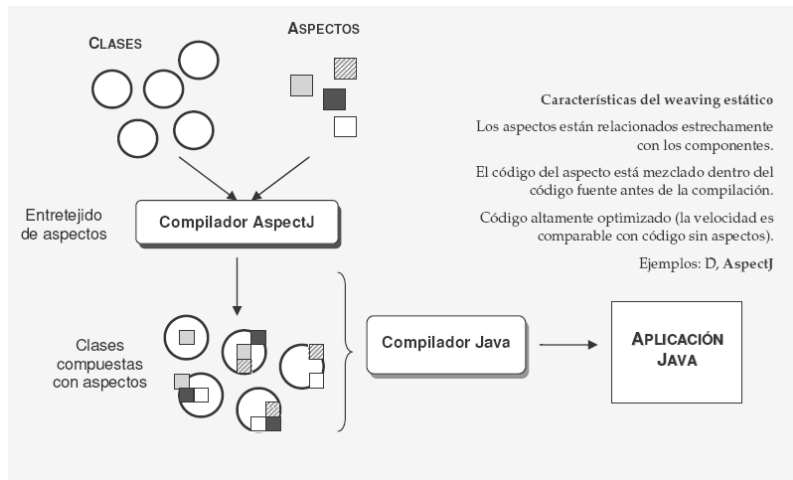 CLASES
ASPECTOS
Características del weaving estático
Los aspectos están relacionados estrechamente
con los componentes.
El código del aspecto está mezclado dentro del
código fuente antes de la compilación.
Código altamente optimizado (la velocidad es
comparable con código sin aspectos).
Ejemplos: D, AspectJ
Entretejido
de aspectos
Compilador AspectJ
Clases
compuestas
con aspectos
Compilador Java
APLICACIÓN
JAVA